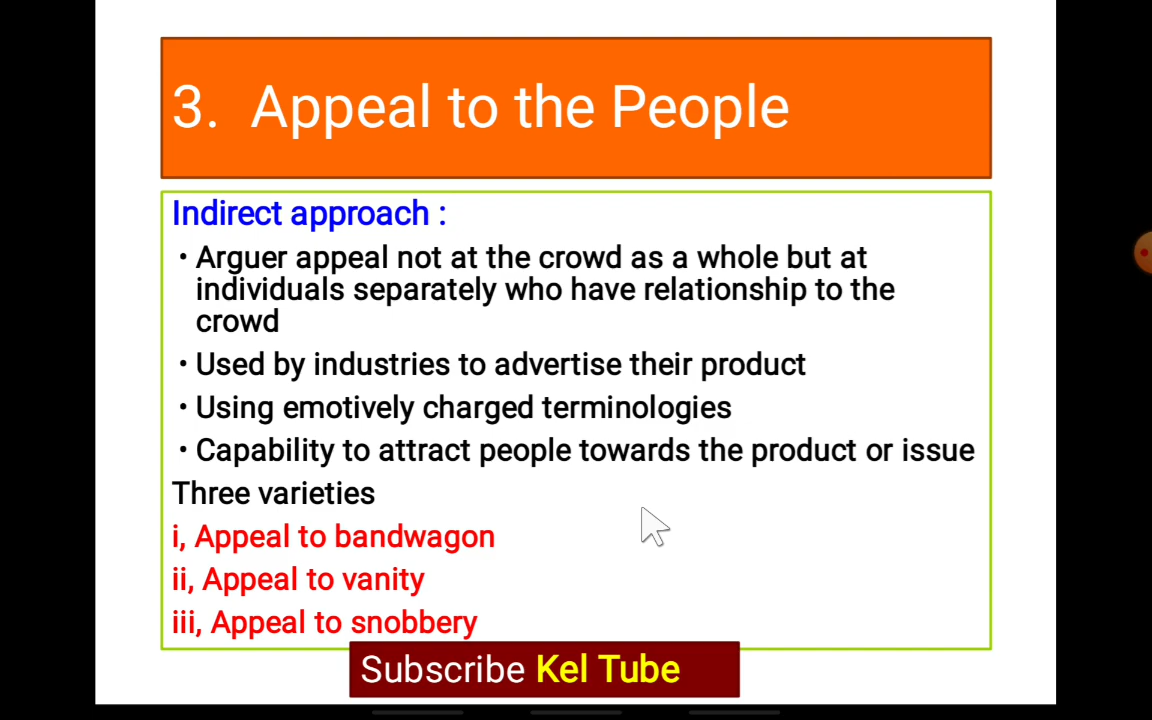 3. Appeal to the People
Indirect approach :
• Arguer appeal not at the crowd as a whole but at
individuals separately who have relationship to the
crowd
• Used by industries to advertise their product
• Using emotively charged terminologies
• Capability to attract people towards the product or issue
Three varieties
i, Appeal to bandwagon
ii, Appeal to vanity
iii, Appeal to snobbery
Subscribe Kel Tube